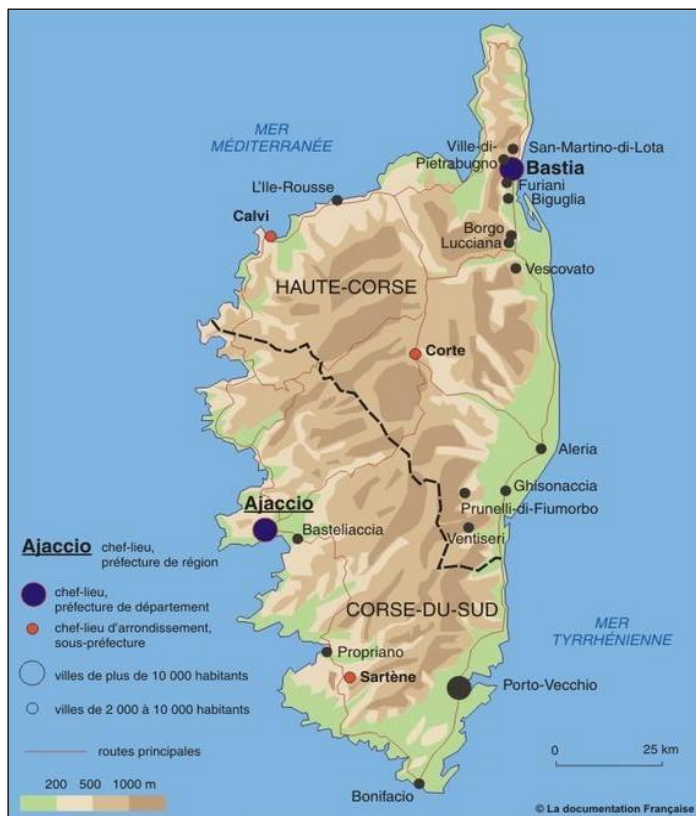 MER
MÉDITERRANÉE
Ville-di-
Pietrabugno
San-Martino-di-Lota
Bastia
Furiani
Biguglia
L'Ile-Rousse
Calvi
Borgo
Lucciana
Vescovato
HAUTE-CORSE
Corte
Aleria
Ghisonaccia
Prunelli-di-Fiumorbo
Ajaccio
Basteliaccia
Ventiseri
Ajaccio chef-lieu,
préfecture de région
chef-lieu,
préfecture de département
chef-lieu d'arrondissement,
sous-préfecture
villes de plus de 10 000 habitants
villes de 2 000 à 10 000 habitants
routes principales
200 500 1000 m
CORSE-DU-SUD
MER
TYRRHÉNIENNE
Propriano
Sartène
Porto-Vecchio
0 25 km
Bonifacio
© La documentation Française